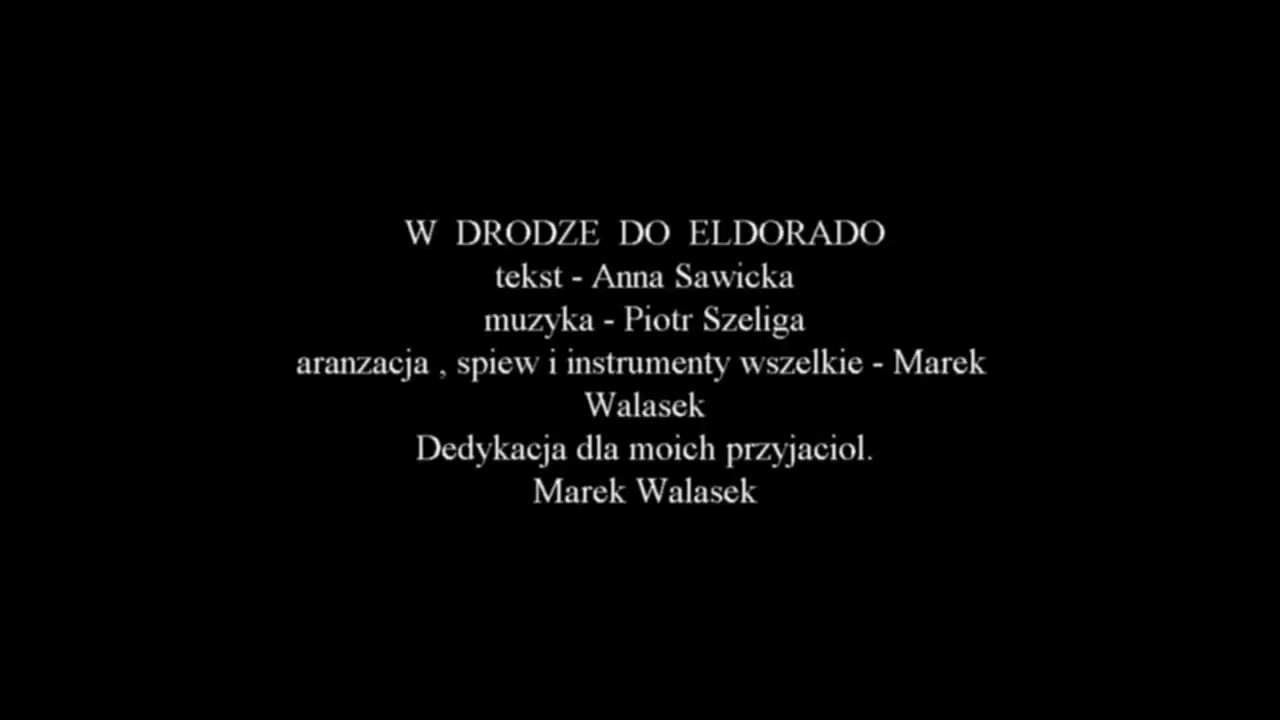 W DRODZE DO ELDORADO
tekst - Anna Sawicka
muzyka - Piotr Szeliga
aranzacja , spiew i instrumenty wszelkie - Marek
Walasek
Dedykacja dla moich przyjaciol.
Marek Walasek